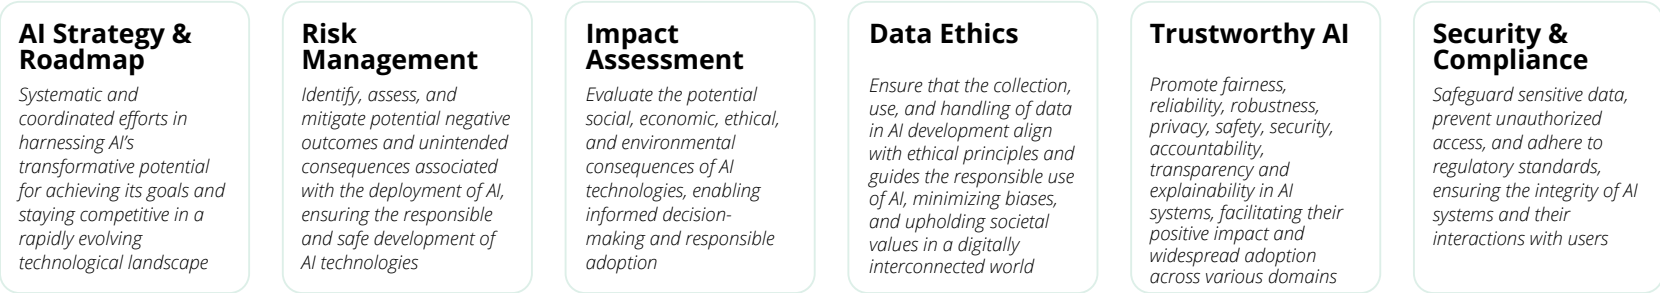 AI Strategy &
Roadmap
Systematic and
coordinated efforts in
harnessing AI's
transformative potential
for achieving its goals and
staying competitive in a
rapidly evolving
technological landscape
Risk
Management
Identify, assess, and
mitigate potential negative
outcomes and unintended
consequences associated
with the deployment of AI,
ensuring the responsible
and safe development of
AI technologies
Impact
Assessment
Evaluate the potential
social, economic, ethical,
and environmental
consequences of AI
technologies, enabling
informed decision-
making and responsible
adoption
Data Ethics
Ensure that the collection,
use, and handling of data
in AI development align
with ethical principles and
guides the responsible use
of AI, minimizing biases,
and upholding societal
values in a digitally
interconnected world
Trustworthy AI
Promote fairness,
reliability, robustness,
privacy, safety, security,
accountability,
transparency and
explainability in AI
systems, facilitating their
positive impact and
widespread adoption
across various domains
Security &
Compliance
Safeguard sensitive data,
prevent unauthorized
access, and adhere to
regulatory standards,
ensuring the integrity of AI
systems and their
interactions with users